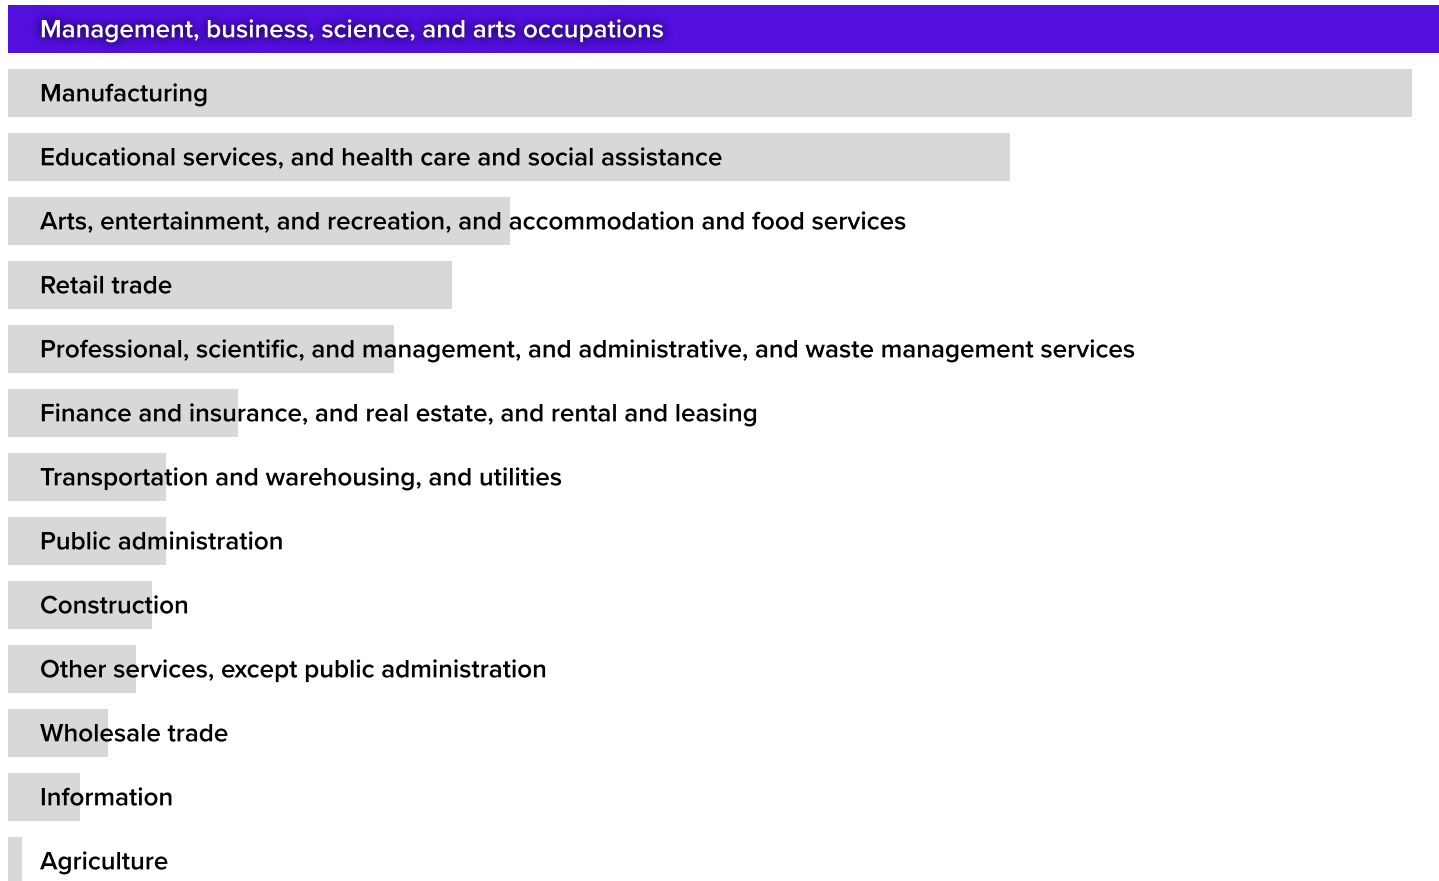 Management, business, science, and arts occupations
Manufacturing
Educational services, and health care and social assistance
Arts, entertainment, and recreation, and accommodation and food services
Retail trade
Professional, scientific, and management, and administrative, and waste management services
Finance and insurance, and real estate, and rental and leasing
Transportation and warehousing, and utilities
Public administration
Construction
Other services, except public administration
Wholesale trade
Information
Agriculture